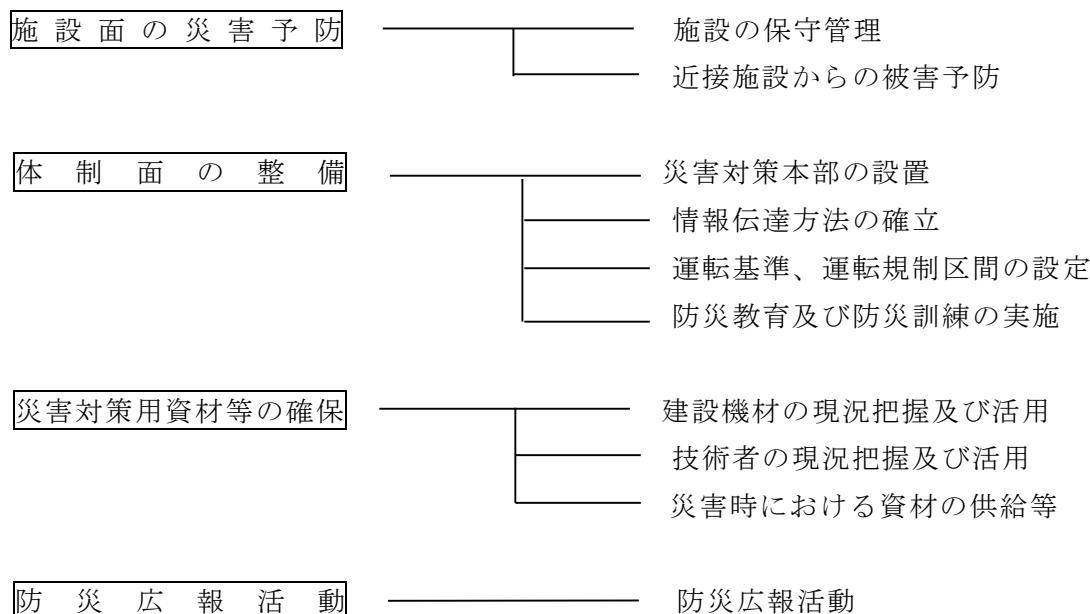 施設面の災害予防
施設の保守管理
近接施設からの被害予防
体制面の整備
災害対策本部の設置
情報伝達方法の確立
運転基準、運転規制区間の設定
防災教育及び防災訓練の実施
災害対策用資材等の確保
建設機材の現況把握及び活用
技術者の現況把握及び活用
災害時における資材の供給等
防災広報活動
防災広報活動